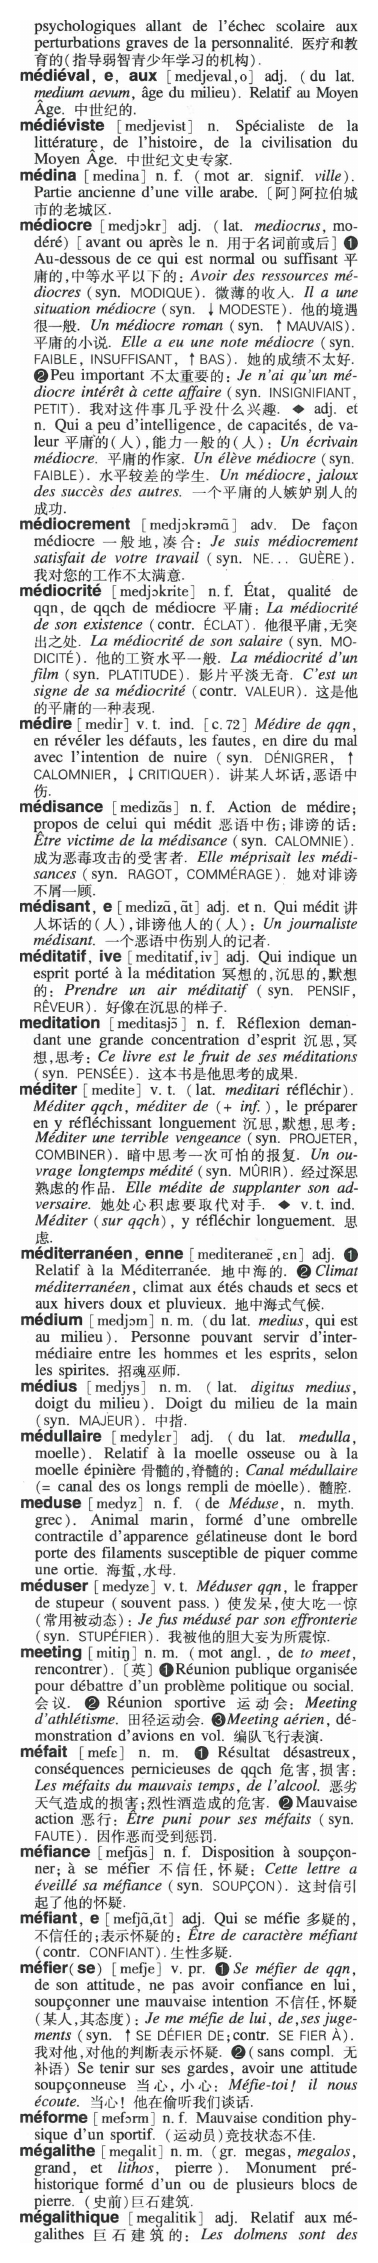 psychologiques allant de l'échec scolaire aux
perturbations graves de la personnalité. 医疗和教
育的(指导弱智青少年学习的机构).
médiéval, e, aux [medjeval,o] adj. (du lat.
medium aevum, âge du milieu). Relatif au Moyen
Âge. 中世纪的.
médiéviste [medjevist] n. Spécialiste de la
littérature, de l'histoire, de la civilisation du
Moyen Âge. 中世纪文史专家.
médina [medina] n. f. (mot ar. signif. ville).
Partie ancienne d'une ville arabe. [阿]阿拉伯城
市的老城区.
médiocre [medjɔkr] adj. (lat. mediocrus, mo-
déré) [avant ou après le n. 用于名词前或后] ❶
Au-dessous de ce qui est normal ou suffisant 平
庸的,中等水平以下的: Avoir des ressources mé-
diocres (syn. MODIQUE). 微薄的收入. Il a une
situation médiocre (syn. ↓MODESTE). 他的境遇
很一般. Un médiocre roman (syn. ↑MAUVAIS).
平庸的小说. Elle a eu une note médiocre (syn.
FAIBLE, INSUFFISANT, ↑BAS). 她的成绩不太好.
❷Peu important 不太重要的: Je n'ai qu'un mé-
diocre intérêt à cette affaire (syn. INSIGNIFIANT,
PETIT). 我对这件事几乎没什么兴趣. ◆ adj. et
n. Qui a peu d'intelligence, de capacités, de va-
leur 平庸的(人),能力一般的(人): Un écrivain
médiocre. 平庸的作家. Un élève médiocre (syn.
FAIBLE). 水平较差的学生. Un médiocre, jaloux
des succès des autres. 一个平庸的人嫉妒别人的
成功.
médiocrement [medjɔkrəmɑ̃] adv. De façon
médiocre 一般地,凑合: Je suis médiocrement
satisfait de votre travail (syn. NE... GUÈRE).
我对您的工作不太满意.
médiocrité [medjɔkrite] n. f. État, qualité de
qqn, de qqch de médiocre 平庸: La médiocrité
de son existence (contr. ÉCLAT). 他很平庸,无突
出之处. La médiocrité de son salaire (syn. MO-
DICITÉ). 他的工资水平一般. La médiocrité d'un
film (syn. PLATITUDE). 影片平淡无奇. C'est un
signe de sa médiocrité (contr. VALEUR). 这是他
的平庸的一种表现.
médire [medir] v. t. ind. [c. 72] Médire de qqn,
en révéler les défauts, les fautes, en dire du mal
avec l'intention de nuire (syn. DÉNIGRER, ↑
CALOMNIER, ↓CRITIQUER). 讲某人坏话,恶语中
伤.
médisance [medizɑ̃s] n. f. Action de médire;
propos de celui qui médit 恶语中伤;诽谤的话:
Être victime de la médisance (syn. CALOMNIE).
成为恶毒攻击的受害者. Elle méprisait les médi-
sances (syn. RAGOT, COMMÉRAGE). 她对诽谤
不屑一顾.
médisant, e [medizɑ̃, ɑ̃t] adj. et n. Qui médit 讲
人坏话的(人),诽谤他人的(人): Un journaliste
médisant. 一个恶语中伤别人的记者.
méditatif, ive [meditatif,iv] adj. Qui indique un
esprit porté à la méditation 冥想的,沉思的,默想
的: Prendre un air méditatif (syn. PENSIF,
RÊVEUR). 好像在沉思的样子.
meditation [meditasjɔ̃] n. f. Réflexion deman-
dant une grande concentration d'esprit 沉思,冥
想,思考: Ce livre est le fruit de ses méditations
(syn. PENSÉE). 这本书是他思考的成果.
méditer [medite] v. t. (lat. meditari réfléchir).
Méditer qqch, méditer de (+ inf.), le préparer
en y réfléchissant longuement 沉思,默想,思考:
Méditer une terrible vengeance (syn. PROJETER,
COMBINER). 暗中思考一次可怕的报复. Un ou-
vrage longtemps médité (syn. MÛRIR). 经过深思
熟虑的作品. Elle médite de supplanter son ad-
versaire. 她处心积虑要取代对手. ◆ v. t. ind.
Méditer (sur qqch), y réfléchir longuement. 思
虑.
méditerranéen, enne [mediteraneɛ̃,ɛn] adj. ❶
Relatif à la Méditerranée. 地中海的. ❷Climat
méditerranéen, climat aux étés chauds et secs et
aux hivers doux et pluvieux. 地中海式气候.
médium [medjɔm] n. m. (du lat. medius, qui est
au milieu). Personne pouvant servir d'inter-
médiaire entre les hommes et les esprits, selon
les spirites. 招魂巫师.
médius [medjys] n. m. (lat. digitus medius,
doigt du milieu). Doigt du milieu de la main
(syn. MAJEUR). 中指.
médullaire [medylɛr] adj. (du lat. medulla,
moelle). Relatif à la moelle osseuse ou à la
moelle épinière 骨髓的,脊髓的: Canal médullaire
(= canal des os longs rempli de moelle). 髓腔.
meduse [medyz] n. f. (de Méduse, n. myth.
grec). Animal marin, formé d'une ombrelle
contractile d'apparence gélatineuse dont le bord
porte des filaments susceptible de piquer comme
une ortie. 海蜇,水母.
méduser [medyze] v. t. Méduser qqn, le frapper
de stupeur (souvent pass.) 使发呆,使大吃一惊
(常用被动态): Je fus médusé par son effronterie
(syn. STUPÉFIER). 我被他的胆大妄为所震惊.
meeting [mitiŋ] n. m. (mot angl., de to meet,
rencontrer). [英] ❶Réunion publique organisée
pour débattre d'un problème politique ou social.
会议. ❷ Réunion sportive 运动会: Meeting
d'athlétisme. 田径运动会. ❸Meeting aérien, dé-
monstration d'avions en vol. 编队飞行表演.
méfait [mefɛ] n. m. ❶ Résultat désastreux,
conséquences pernicieuses de qqch 危害,损害:
Les méfaits du mauvais temps, de l'alcool. 恶劣
天气造成的损害;烈性酒造成的危害. ❷Mauvaise
action 恶行: Être puni pour ses méfaits (syn.
FAUTE). 因作恶而受到惩罚.
méfiance [mefjɑ̃s] n. f. Disposition à soupçon-
ner; à se méfier 不信任,怀疑: Cette lettre a
éveillé sa méfiance (syn. SOUPÇON). 这封信引
起了他的怀疑.
méfiant, e [mefjɑ̃,ɑ̃t] adj. Qui se méfie 多疑的,
不信任的;表示怀疑的: Être de caractère méfiant
(contr. CONFIANT).生性多疑.
méfier(se) [mefje] v. pr. ❶Se méfier de qqn,
de son attitude, ne pas avoir confiance en lui,
soupçonner une mauvaise intention 不信任,怀疑
(某人,其态度): Je me méfie de lui, de,ses juge-
ments (syn. ↑SE DÉFIER DE;contr. SE FIER À).
我对他,对他的判断表示怀疑. ❷(sans compl. 无
补语) Se tenir sur ses gardes, avoir une attitude
soupçonneuse 当心,小心: Méfie-toi! il nous
écoute. 当心! 他在偷听我们谈话.
méforme [mefɔrm] n. f. Mauvaise condition phy-
sique d'un sportif. (运动员)竞技状态不佳.
mégalithe [megalit] n. m. (gr. megas, megalos,
grand, et lithos, pierre). Monument pré-
historique formé d'un ou de plusieurs blocs de
pierre. (史前)巨石建筑.
mégalithique [megalitik] adj. Relatif aux mé-
galithes 巨石建筑的: Les dolmens sont des